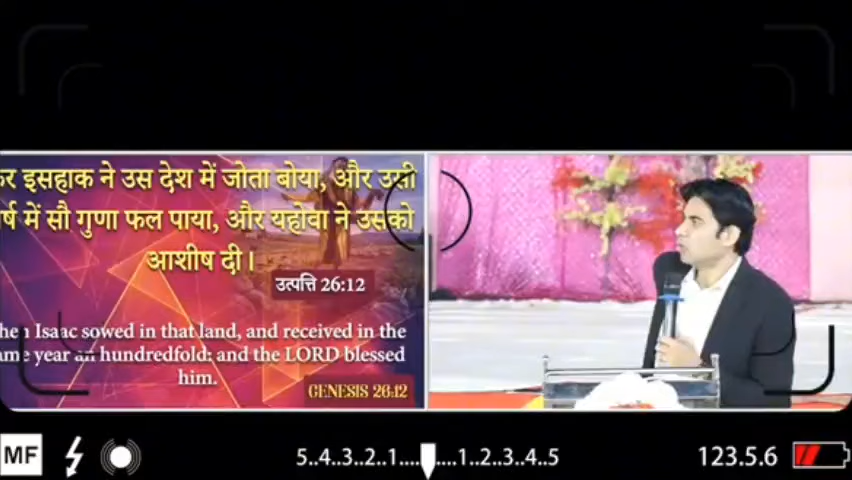 इसहाक ने उस देश में जोता बोया, और उसी
में सौ गुणा फल पाया, और यहोवा ने उसको
आशीष दी।
उत्पत्ति 26:12
Isaac sowed in that land, and received in the
an hundredfold: and the LORD blessed
him.
GENESIS 26:12
MF
5..4..3..2..1.... ....1..2..3..4..5
123.5.6